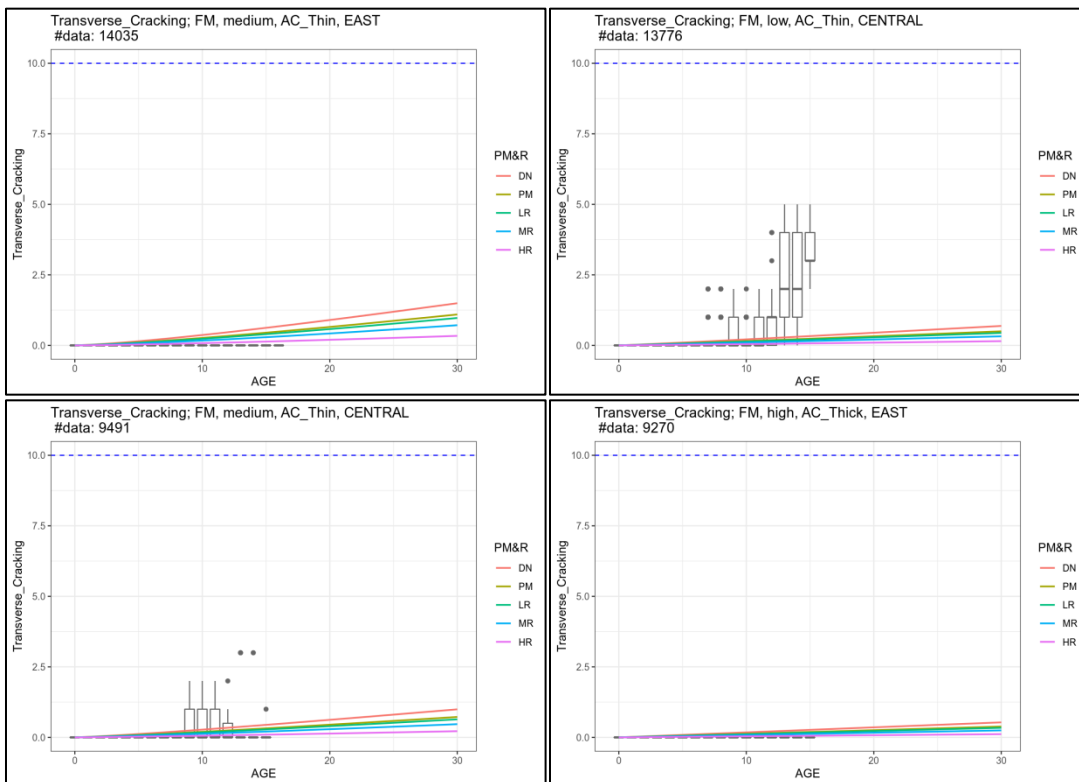 Transverse_Cracking; FM, medium, AC_Thin, EAST
#data: 14035
10.0
7.5
5.0
2.5
0.0
Transverse_Cracking
0
10
20
30
AGE
PM&R
DN
PM
LR
MR
HR
Transverse_Cracking; FM, low, AC_Thin, CENTRAL
#data: 13776
10.0
7.5
5.0
2.5
0.0
Transverse_Cracking
0
10
20
30
AGE
PM&R
DN
PM
LR
MR
HR
Transverse_Cracking; FM, medium, AC_Thin, CENTRAL
#data: 9491
10.0
7.5
5.0
2.5
0.0
Transverse_Cracking
0
10
20
30
AGE
PM&R
DN
PM
LR
MR
HR
Transverse_Cracking; FM, high, AC_Thick, EAST
#data: 9270
10.0
7.5
5.0
2.5
0.0
Transverse_Cracking
0
10
20
30
AGE
PM&R
DN
PM
LR
MR
HR